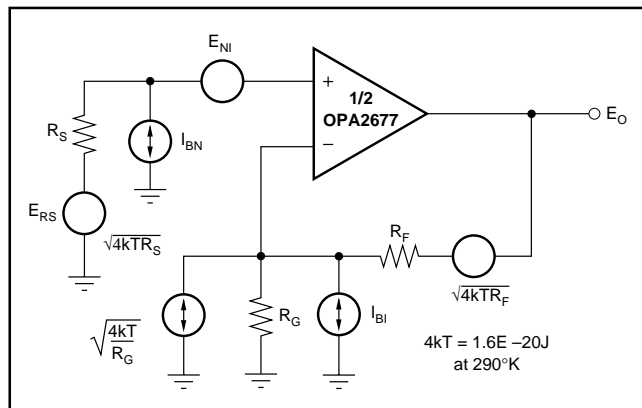 E_NI
+
1/2
OPA2677
−
E_O
R_S
I_BN
E_RS
√4kTR_S
R_F
√4kTR_F
√4kT/R_G
R_G
I_BI
4kT = 1.6E –20J
at 290°K